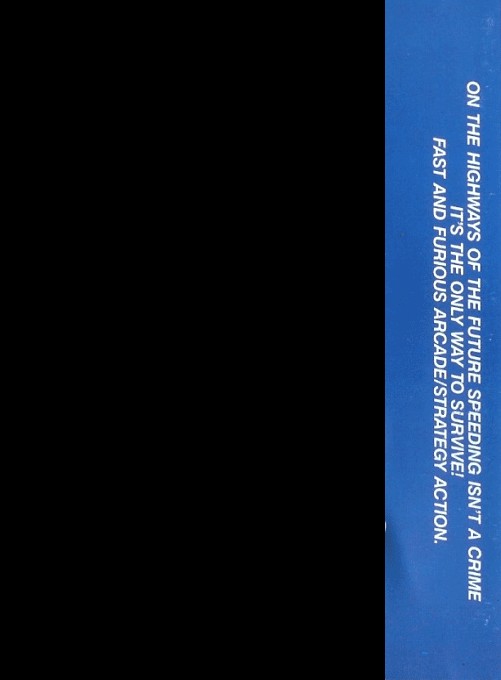 ON THE HIGHWAYS OF THE FUTURE SPEEDING ISN'T A CRIME
IT'S THE ONLY WAY TO SURVIVE!
FAST AND FURIOUS ARCADE/STRATEGY ACTION.